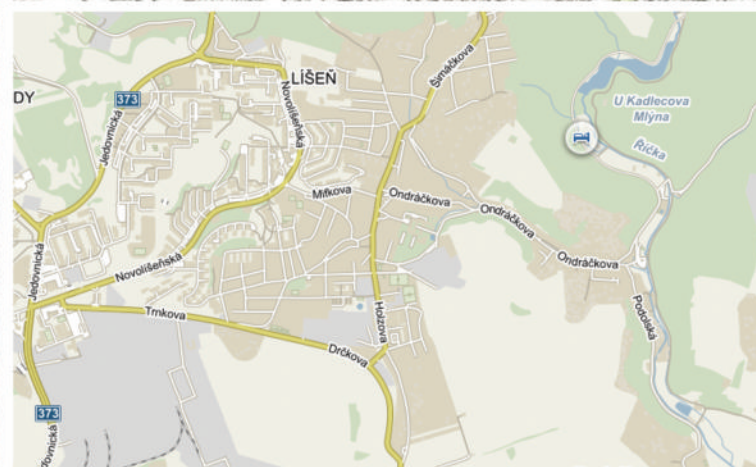 LÍŠEŇ
Šimáčkova
DY
373
Jedovnická
Novolíšeňská
U Kadlecova
Mlýna
Říčka
Mifkova
Ondráčkova
Ondráčkova
Ondráčkova
Jedovnická
Novolíšeňská
Trnkova
Holzova
Podolská
Drčkova
373
dovnická